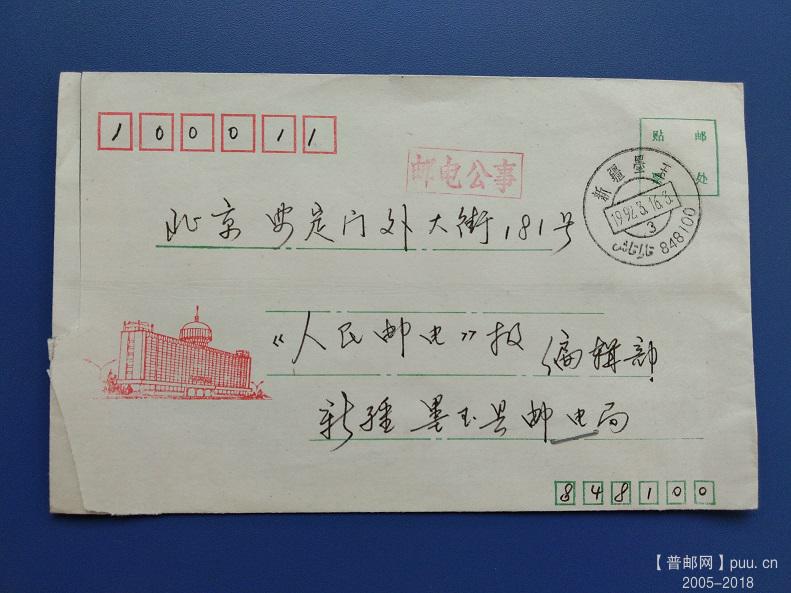 100011
贴 邮
票 处
邮电公事
新疆墨玉
1992.3.16.3
3
848100
北京安定门外大街181号
《人民邮电》报 编辑部
新疆墨玉县邮电局
848100
【普邮网】puu.cn
2005-2018